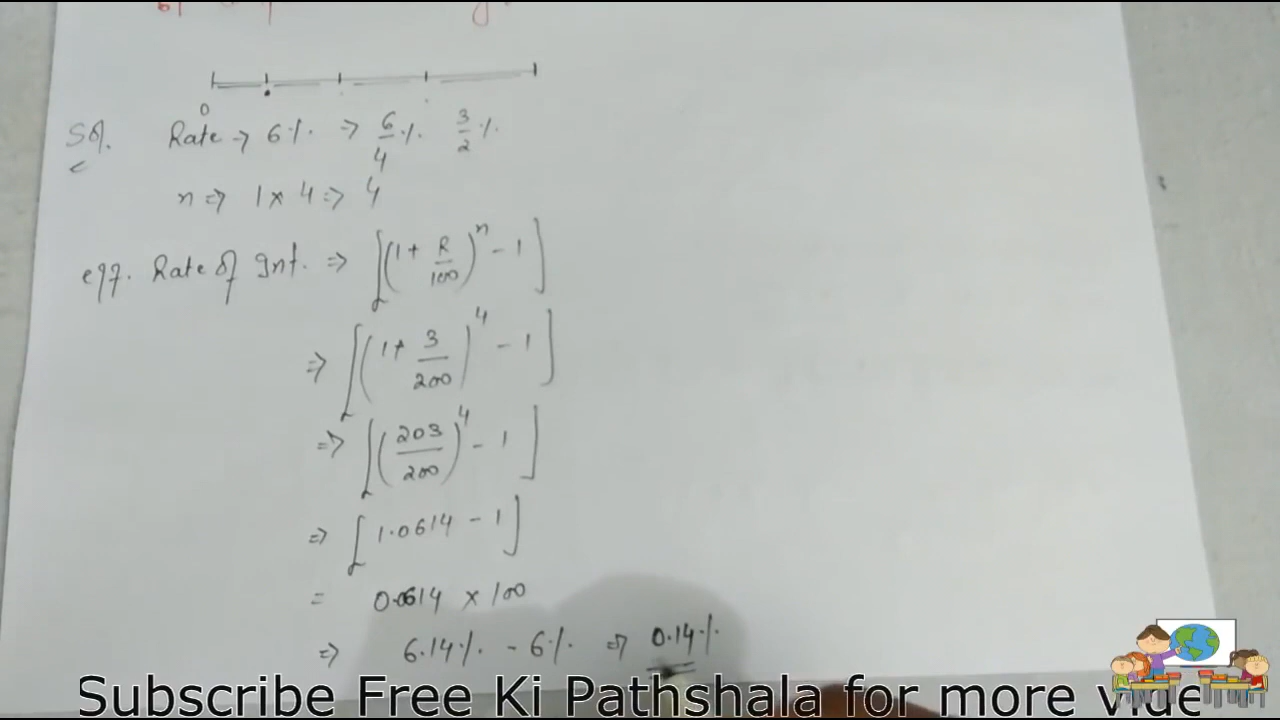 0
Sol. Rate → 6% ⇒ 6/4 % 3/2 %
n ⇒ 1 × 4 ⇒ 4
eff. Rate of Int. ⇒ [(1 + R/100)^n - 1]
⇒ [(1 + 3/200)^4 - 1]
⇒ [(203/200)^4 - 1]
⇒ [1.0614 - 1]
= 0.0614 × 100
⇒ 6.14% - 6% ⇒ 0.14%
Subscribe Free Ki Pathshala for more vide